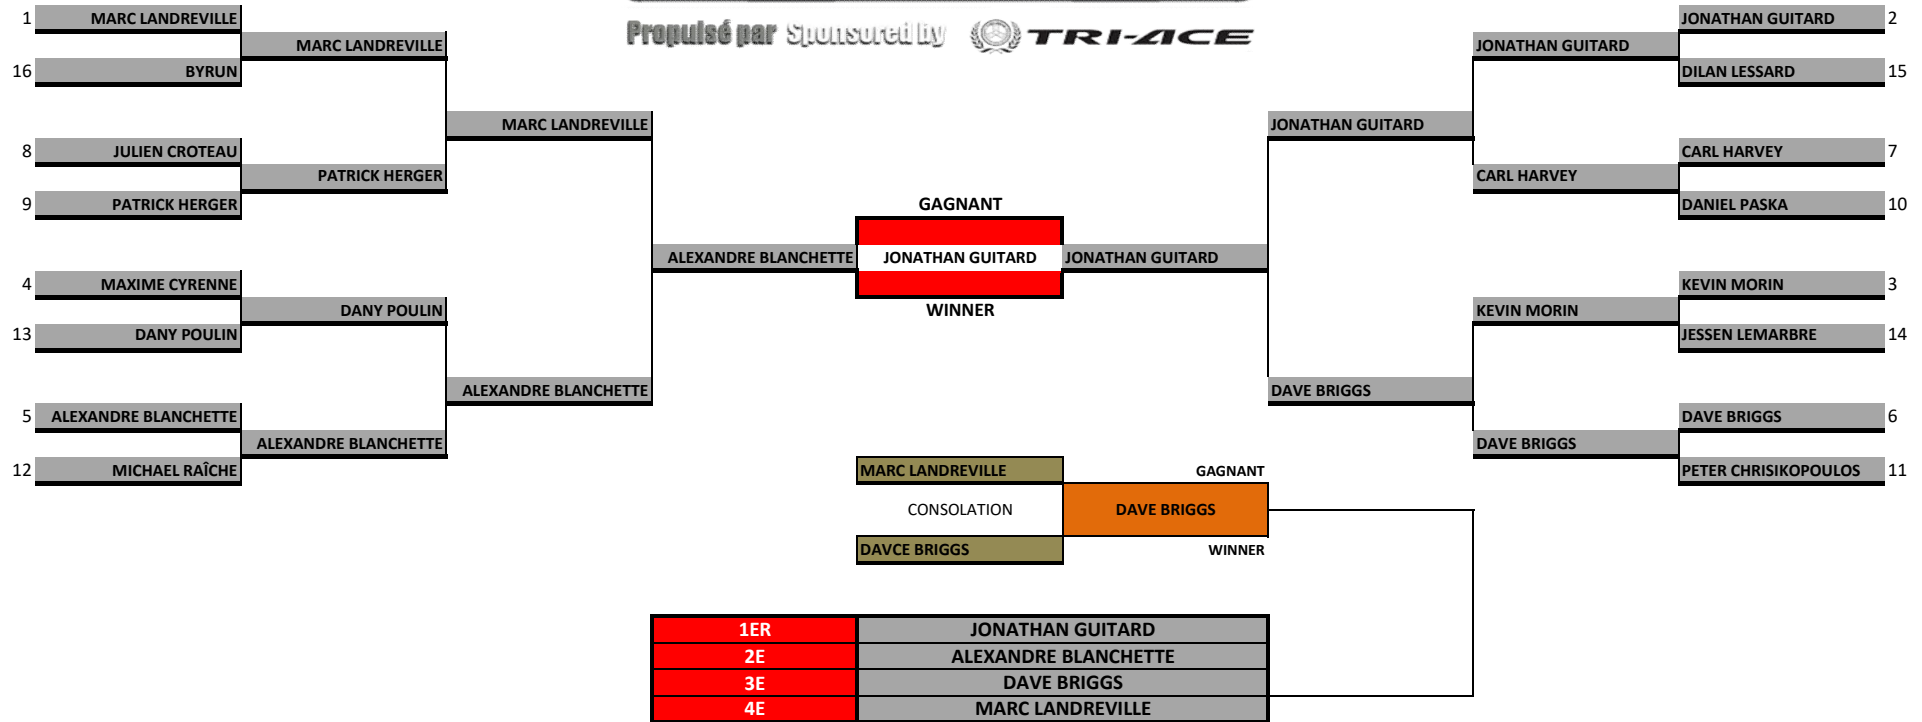 Propulsé par Sponsored by TRI-ACE
1 MARC LANDREVILLE
MARC LANDREVILLE
16 BYRUN
MARC LANDREVILLE
8 JULIEN CROTEAU
PATRICK HERGER
9 PATRICK HERGER
ALEXANDRE BLANCHETTE
4 MAXIME CYRENNE
DANY POULIN
13 DANY POULIN
ALEXANDRE BLANCHETTE
5 ALEXANDRE BLANCHETTE
ALEXANDRE BLANCHETTE
12 MICHAEL RAÎCHE
GAGNANT
JONATHAN GUITARD
WINNER
JONATHAN GUITARD 2
JONATHAN GUITARD
DILAN LESSARD 15
JONATHAN GUITARD
CARL HARVEY 7
CARL HARVEY
DANIEL PASKA 10
JONATHAN GUITARD
KEVIN MORIN 3
KEVIN MORIN
JESSEN LEMARBRE 14
DAVE BRIGGS
DAVE BRIGGS 6
DAVE BRIGGS
PETER CHRISIKOPOULOS 11
MARC LANDREVILLE
GAGNANT
CONSOLATION
DAVE BRIGGS
DAVCE BRIGGS
WINNER
1ER JONATHAN GUITARD
2E ALEXANDRE BLANCHETTE
3E DAVE BRIGGS
4E MARC LANDREVILLE